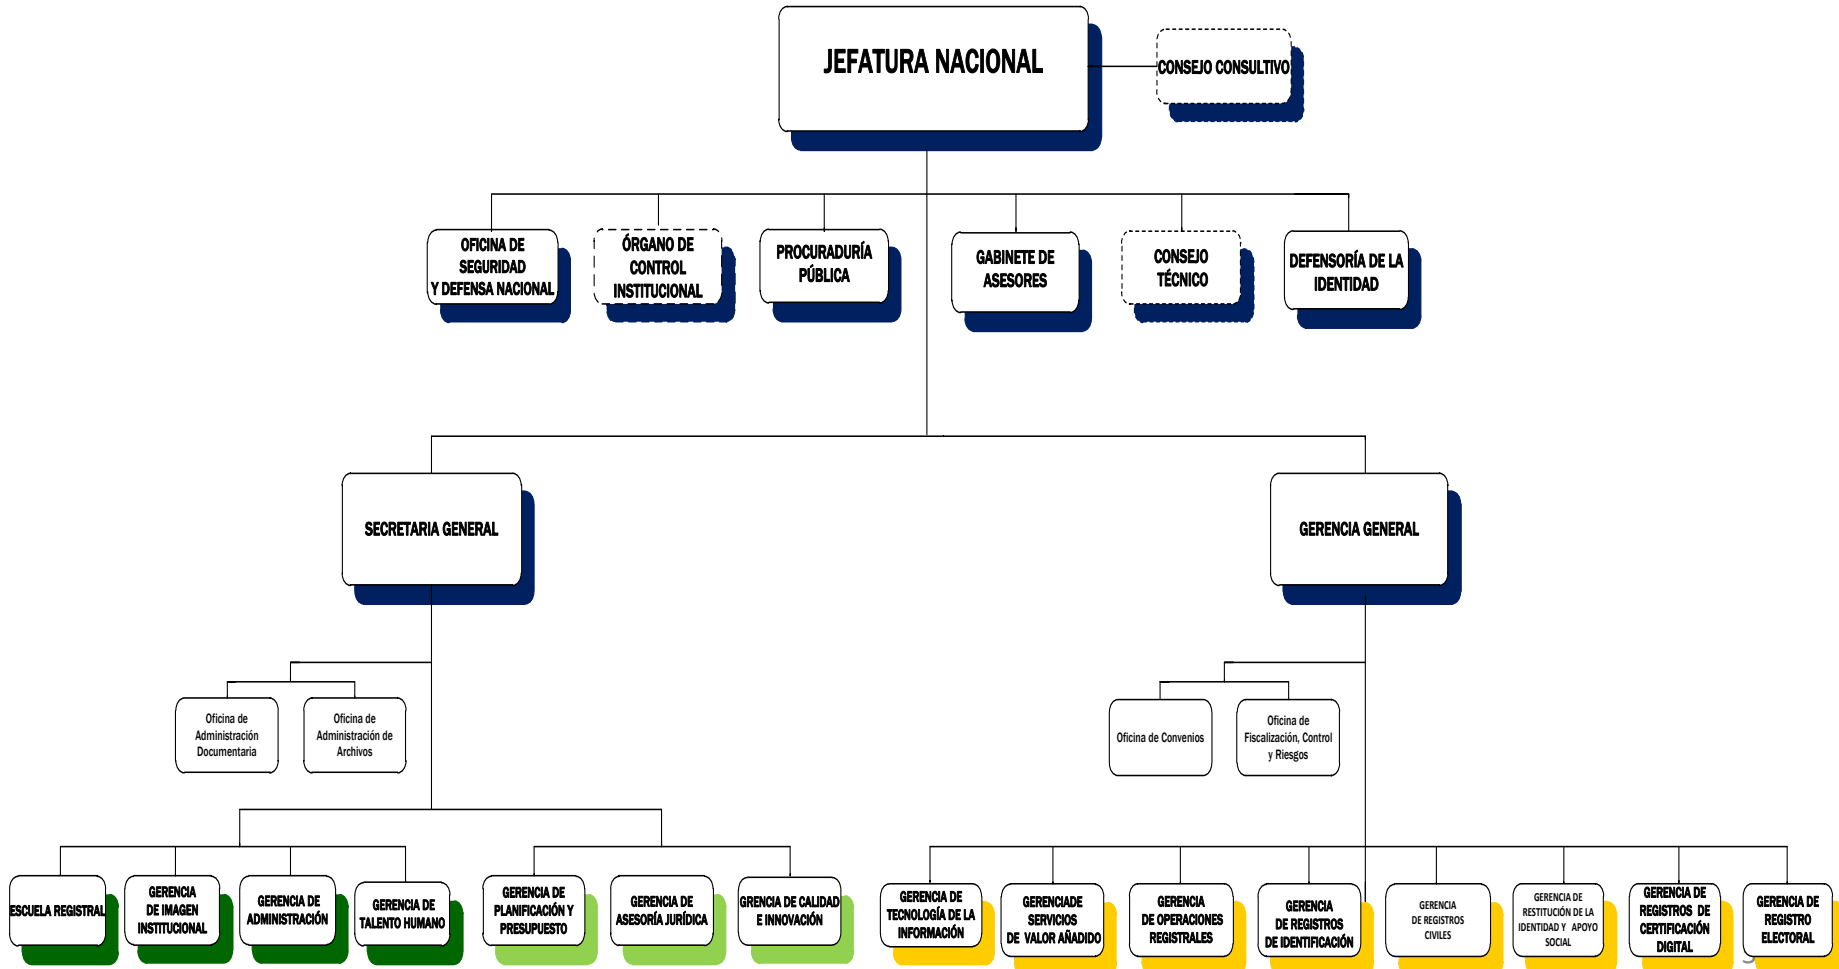 JEFATURA NACIONAL
CONSEJO CONSULTIVO
OFICINA DE
SEGURIDAD
Y DEFENSA NACIONAL
ÓRGANO DE
CONTROL
INSTITUCIONAL
PROCURADURÍA
PÚBLICA
GABINETE DE
ASESORES
CONSEJO
TÉCNICO
DEFENSORÍA DE LA
IDENTIDAD
SECRETARIA GENERAL
GERENCIA GENERAL
Oficina de
Administración
Documentaria
Oficina de
Administración de
Archivos
Oficina de Convenios
Oficina de
Fiscalización, Control
y Riesgos
ESCUELA REGISTRAL
GERENCIA
DE IMAGEN
INSTITUCIONAL
GERENCIA DE
ADMINISTRACIÓN
GERENCIA DE
TALENTO HUMANO
GERENCIA DE
PLANIFICACIÓN Y
PRESUPUESTO
GERENCIA DE
ASESORÍA JURÍDICA
GRENCIA DE CALIDAD
E INNOVACIÓN
GERENCIA DE
TECNOLOGÍA DE LA
INFORMACIÓN
GERENCIADE
SERVICIOS
DE VALOR AÑADIDO
GERENCIA
DE OPERACIONES
REGISTRALES
GERENCIA
DE REGISTROS
DE IDENTIFICACIÓN
GERENCIA
DE REGISTROS
CIVILES
GERENCIA DE
RESTITUCIÓN DE LA
IDENTIDAD Y APOYO
SOCIAL
GERENCIA DE
REGISTROS DE
CERTIFICACIÓN
DIGITAL
GERENCIA DE
REGISTRO
ELECTORAL